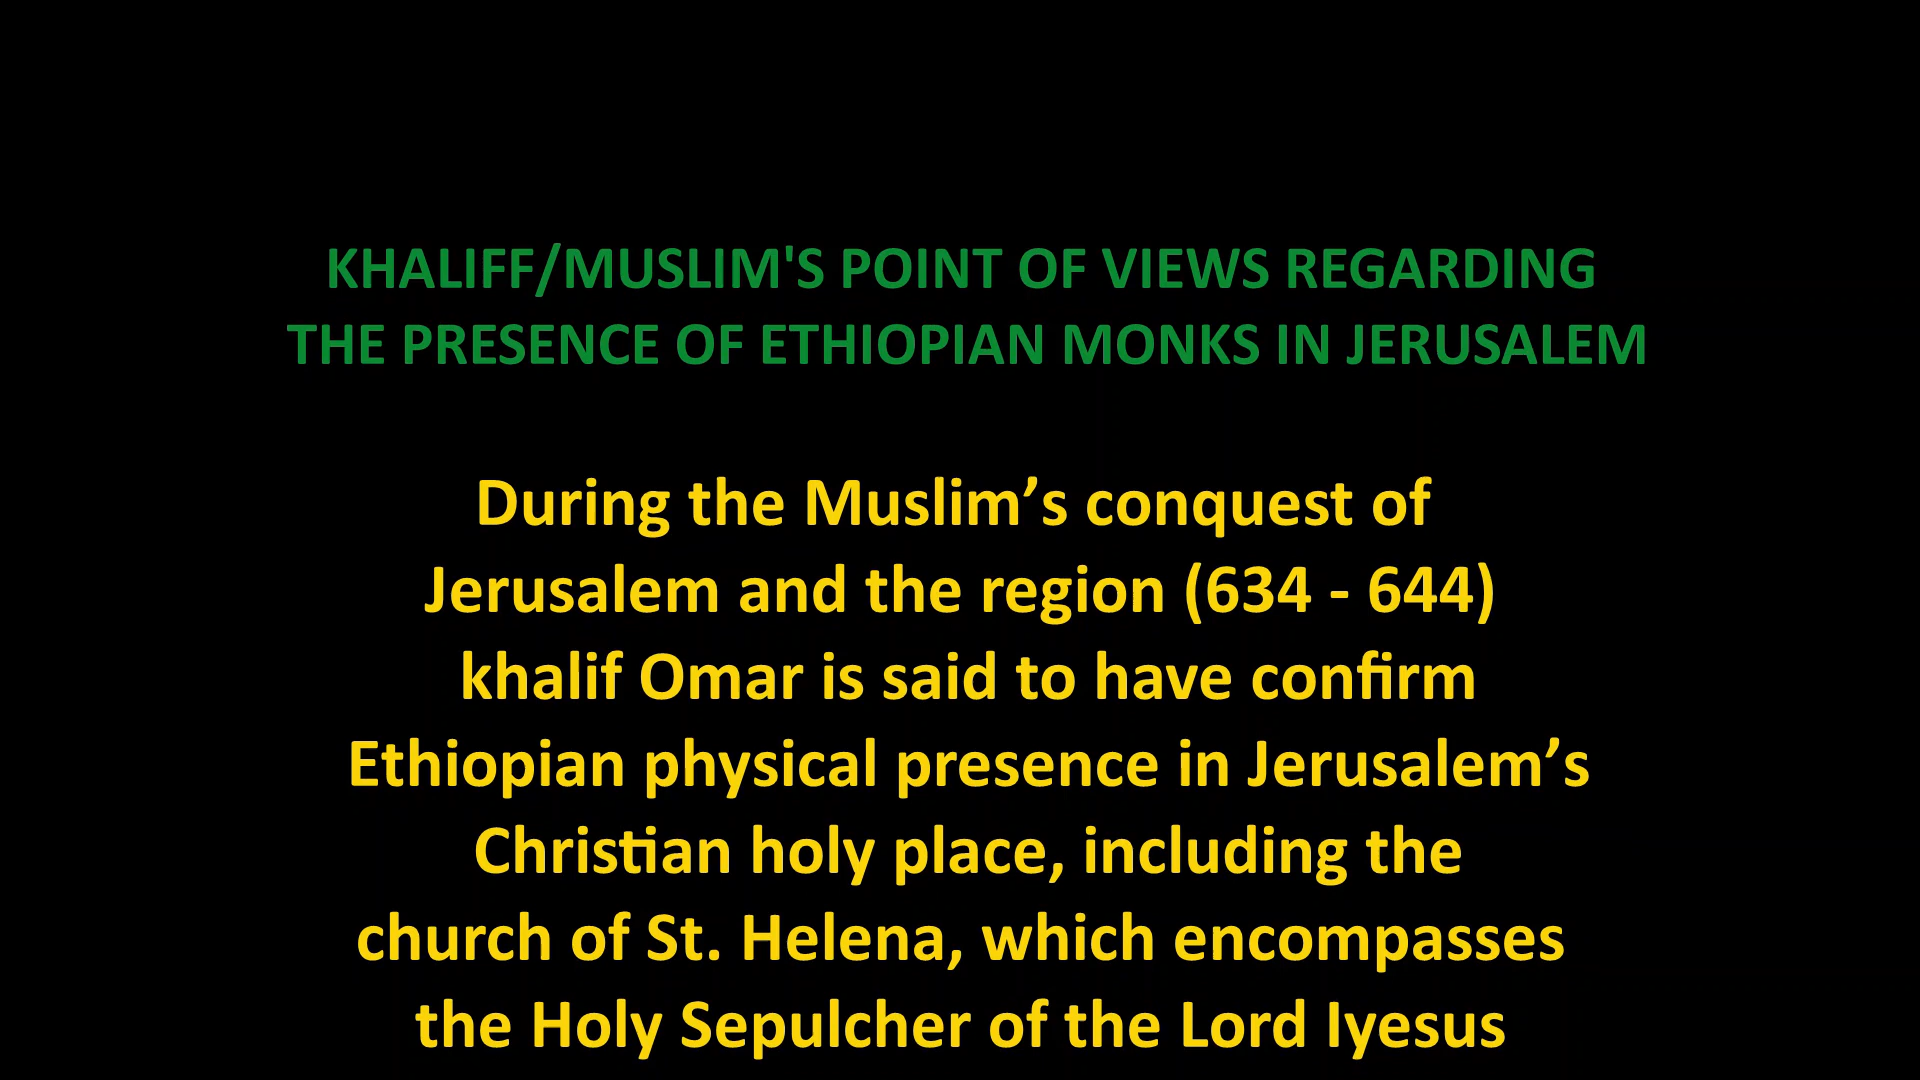 KHALIFF/MUSLIM'S POINT OF VIEWS REGARDING
THE PRESENCE OF ETHIOPIAN MONKS IN JERUSALEM
During the Muslim’s conquest of
Jerusalem and the region (634 - 644)
khalif Omar is said to have confirm
Ethiopian physical presence in Jerusalem’s
Christian holy place, including the
church of St. Helena, which encompasses
the Holy Sepulcher of the Lord Iyesus